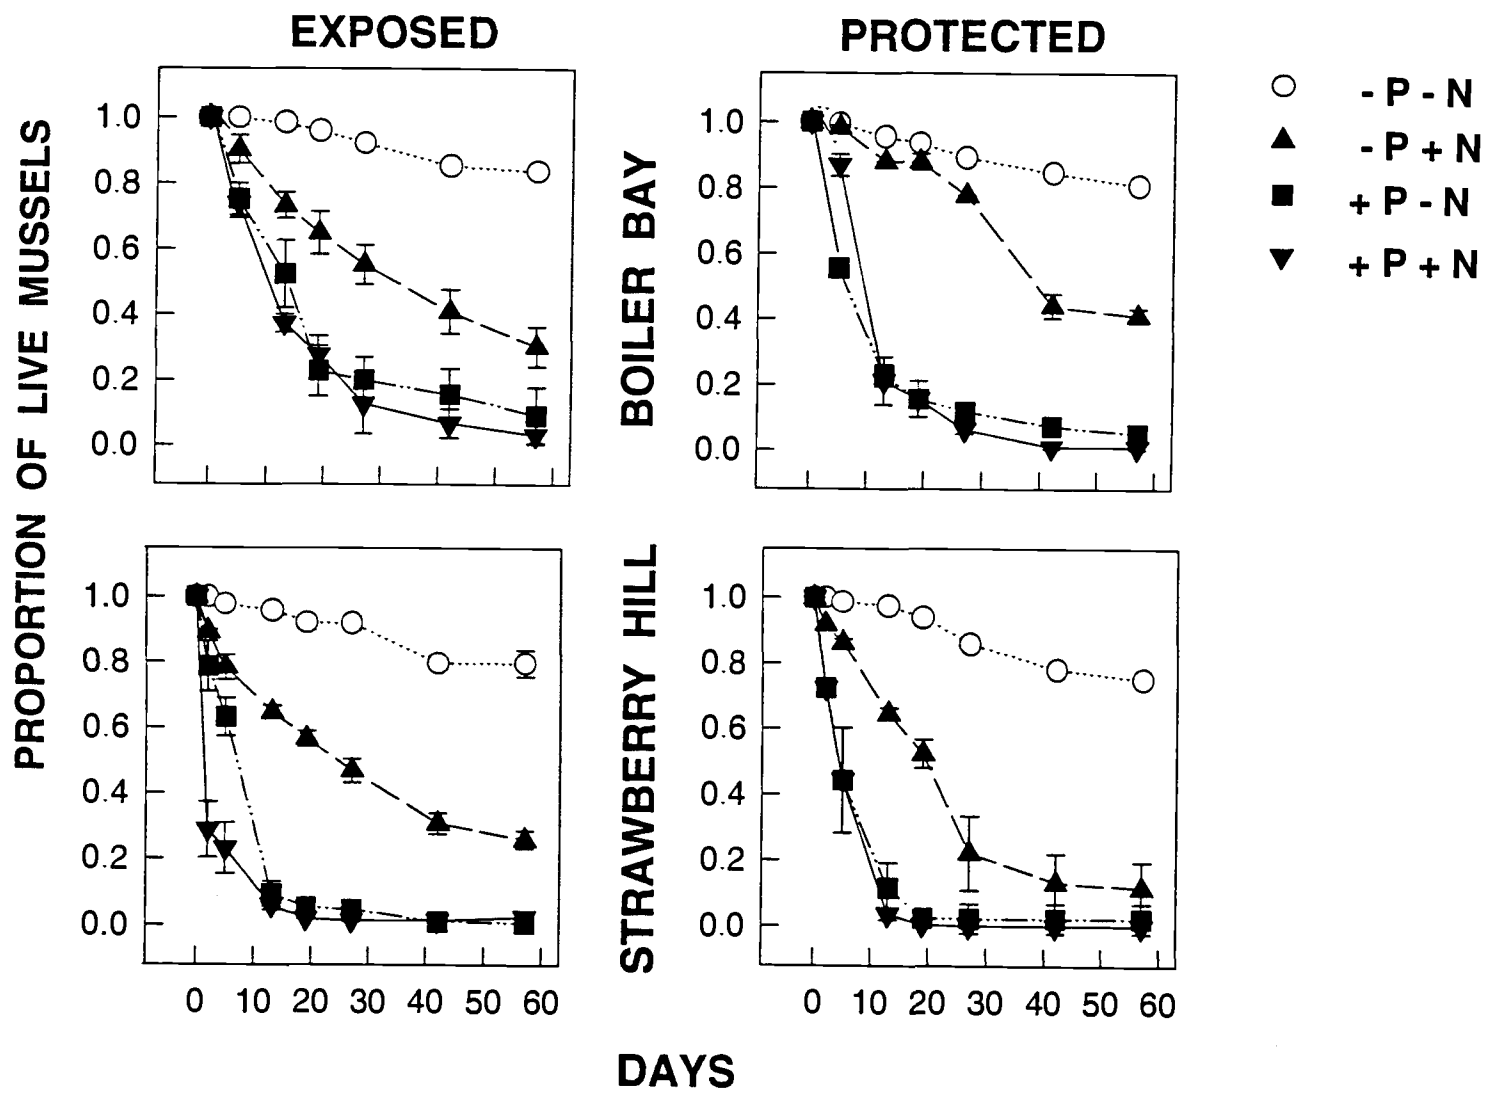 EXPOSED
PROTECTED
- P - N
- P + N
+ P - N
+ P + N
PROPORTION OF LIVE MUSSELS
BOILER BAY
1.0
0.8
0.6
0.4
0.2
0.0
1.0
0.8
0.6
0.4
0.2
0.0
STRAWBERRY HILL
1.0
0.8
0.6
0.4
0.2
0.0
1.0
0.8
0.6
0.4
0.2
0.0
0 10 20 30 40 50 60
0 10 20 30 40 50 60
DAYS